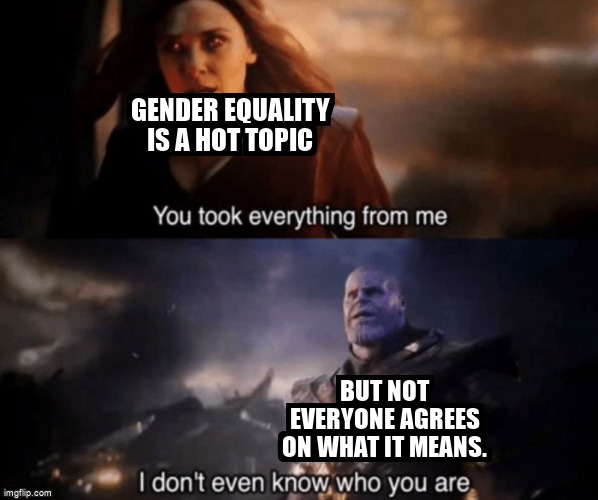 GENDER EQUALITY
IS A HOT TOPIC
You took everything from me
BUT NOT
EVERYONE AGREES
ON WHAT IT MEANS.
I don't even know who you are
imgflip.com